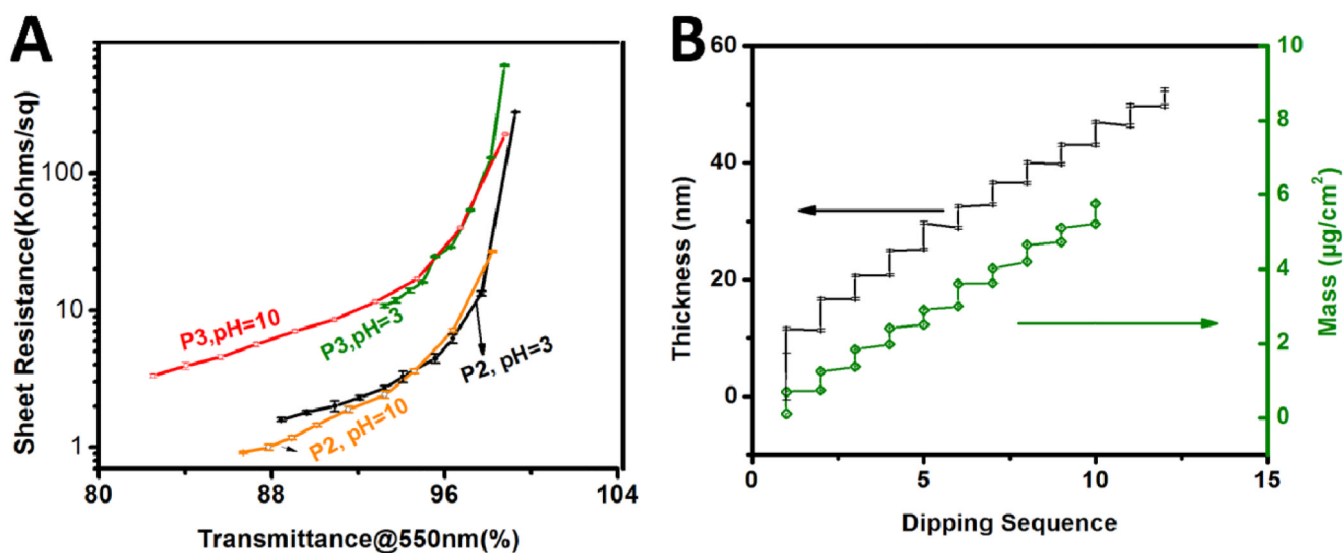 A
Sheet Resistance(Kohms/sq)
100
10
1
P3,pH=10
P3,pH=3
P2, pH=3
P2, pH=10
80
88
96
104
Transmittance@550nm(%)
B
Thickness (nm)
60
40
20
0
0
5
10
15
Dipping Sequence
10
8
6
4
2
0
Mass (μg/cm²)